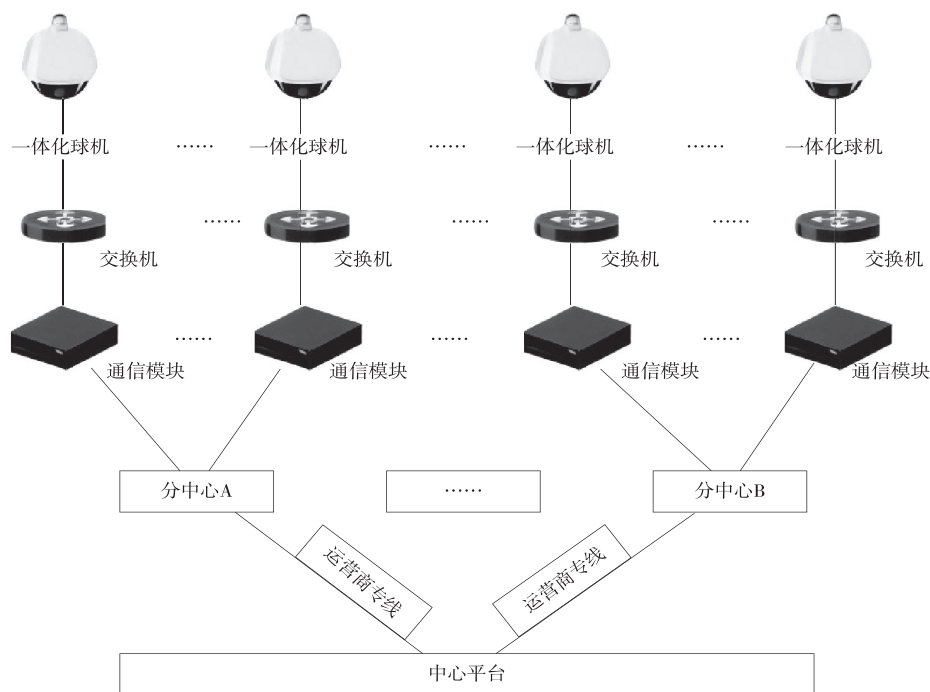 一体化球机 …… 一体化球机 …… 一体化球机 …… 一体化球机
…… …… ……
交换机 交换机 交换机 交换机
…… …… ……
通信模块 通信模块 通信模块 通信模块
分中心A …… 分中心B
运营商专线 运营商专线
中心平台